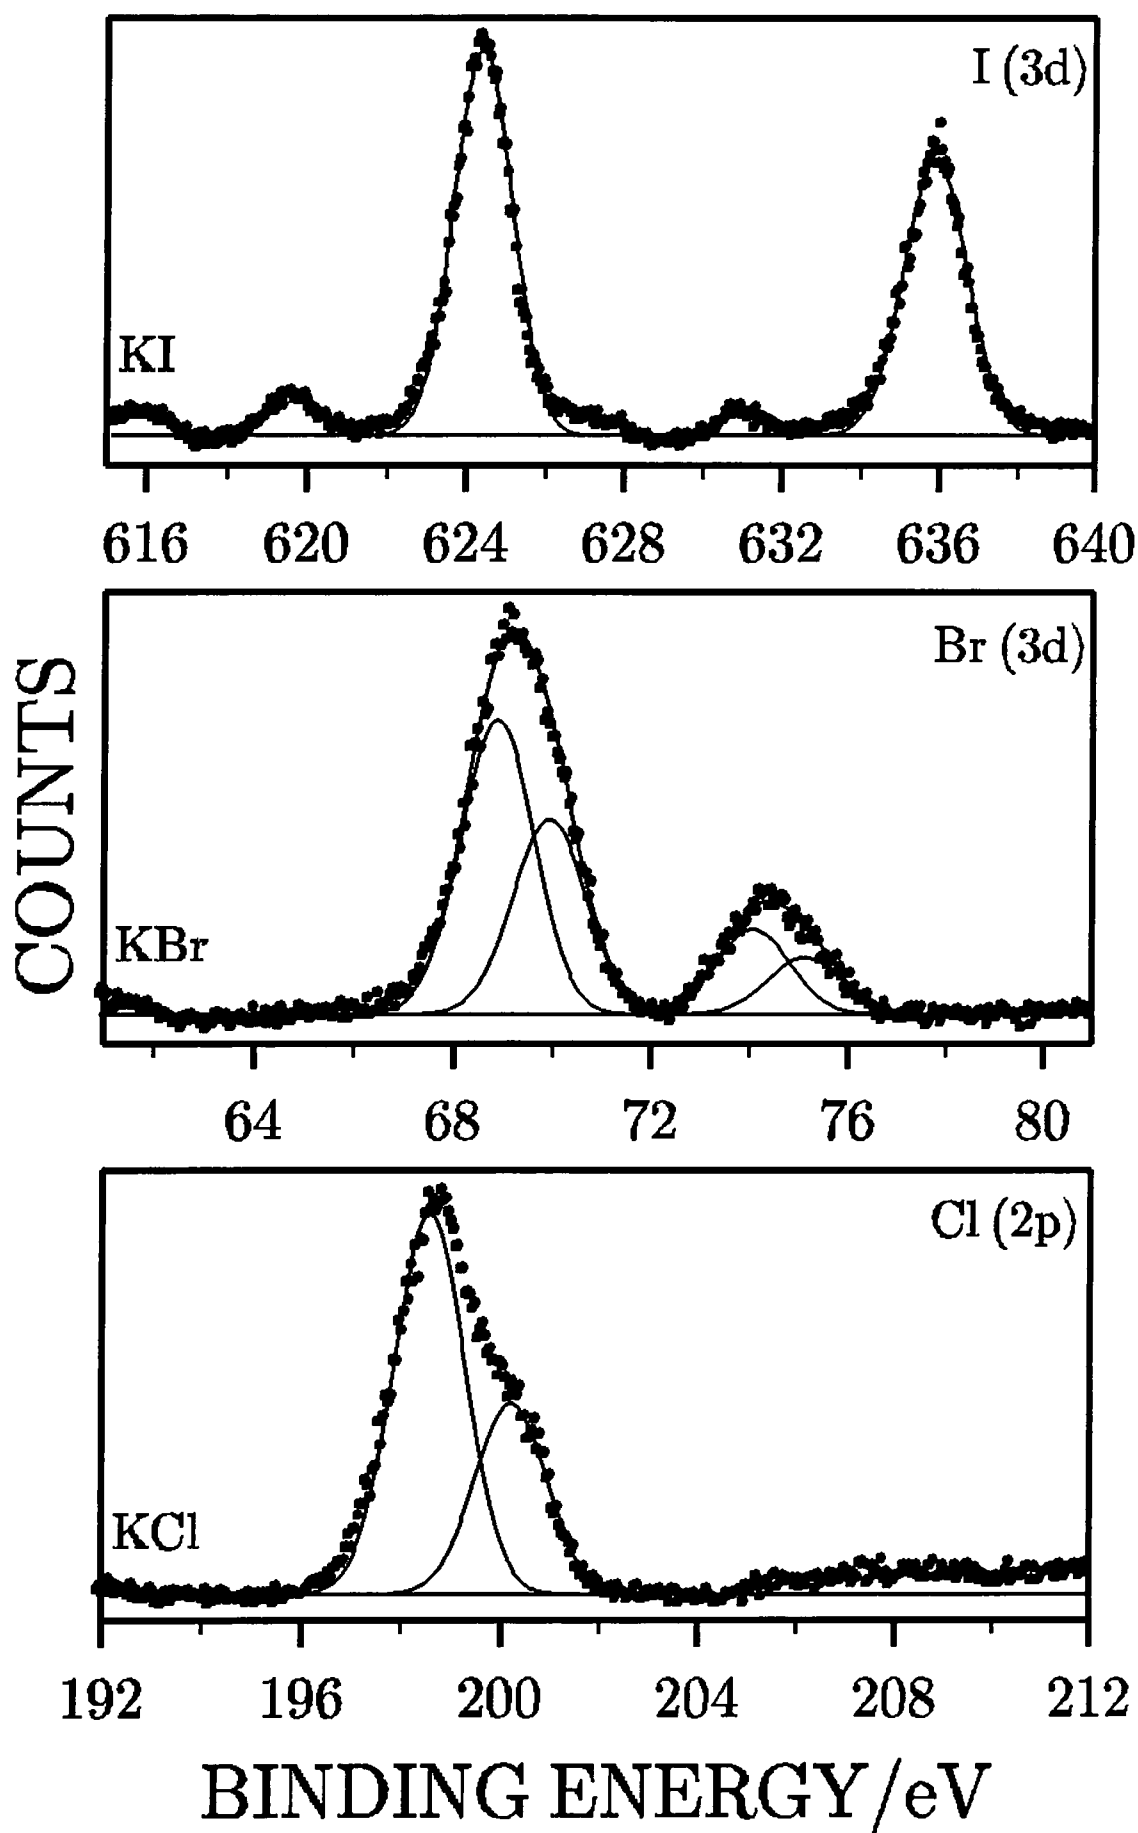 I (3d)
KI
616 620 624 628 632 636 640
Br (3d)
KBr
64 68 72 76 80
Cl (2p)
KCl
192 196 200 204 208 212
COUNTS
BINDING ENERGY/eV